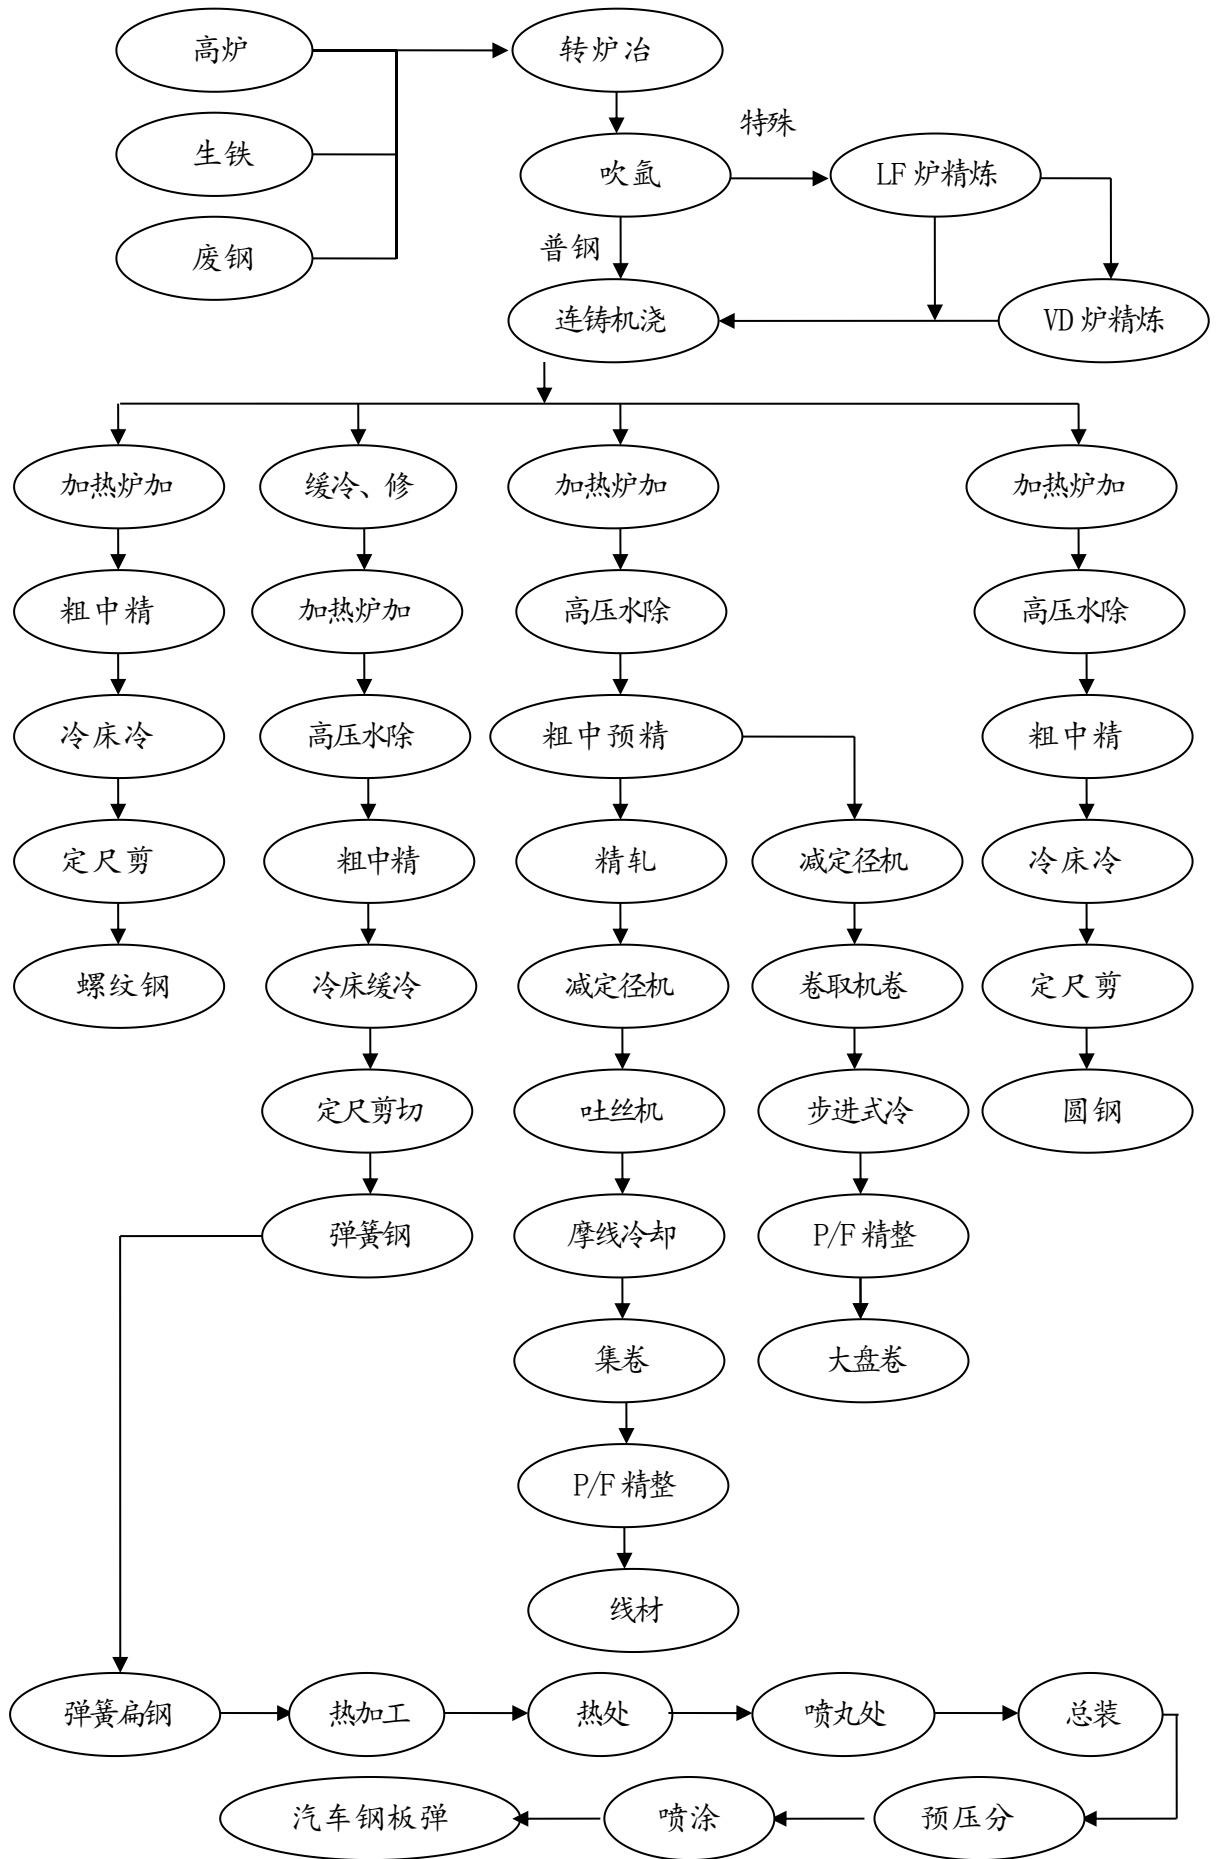 高炉
转炉冶
特殊
生铁
吹氩
LF 炉精炼
废钢
普钢
连铸机浇
VD 炉精炼
加热炉加
缓冷、修
加热炉加
加热炉加
粗中精
加热炉加
高压水除
高压水除
冷床冷
高压水除
粗中预精
粗中精
定尺剪
粗中精
精轧
减定径机
冷床冷
螺纹钢
冷床缓冷
减定径机
卷取机卷
定尺剪
定尺剪切
吐丝机
步进式冷
圆钢
弹簧钢
摩线冷却
P/F 精整
集卷
大盘卷
P/F 精整
线材
弹簧扁钢
热加工
热处
喷丸处
总装
汽车钢板弹
喷涂
预压分